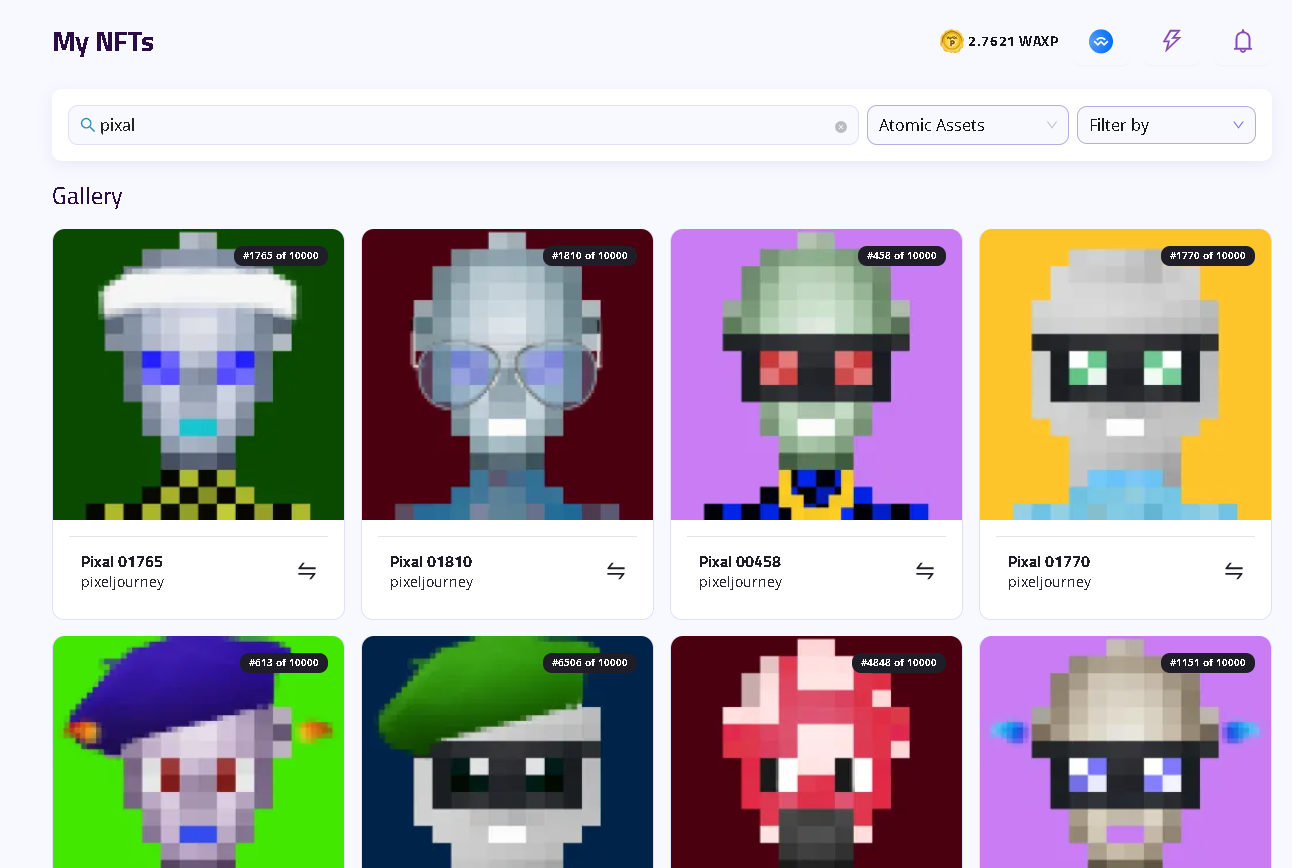 My NFTs
2.7621 WAXP
pixal
Atomic Assets
Filter by
Gallery
#1765 of 10000
#1810 of 10000
#458 of 10000
#1770 of 10000
Pixal 01765
pixeljourney
Pixal 01810
pixeljourney
Pixal 00458
pixeljourney
Pixal 01770
pixeljourney
#613 of 10000
#6506 of 10000
#4848 of 10000
#1151 of 10000